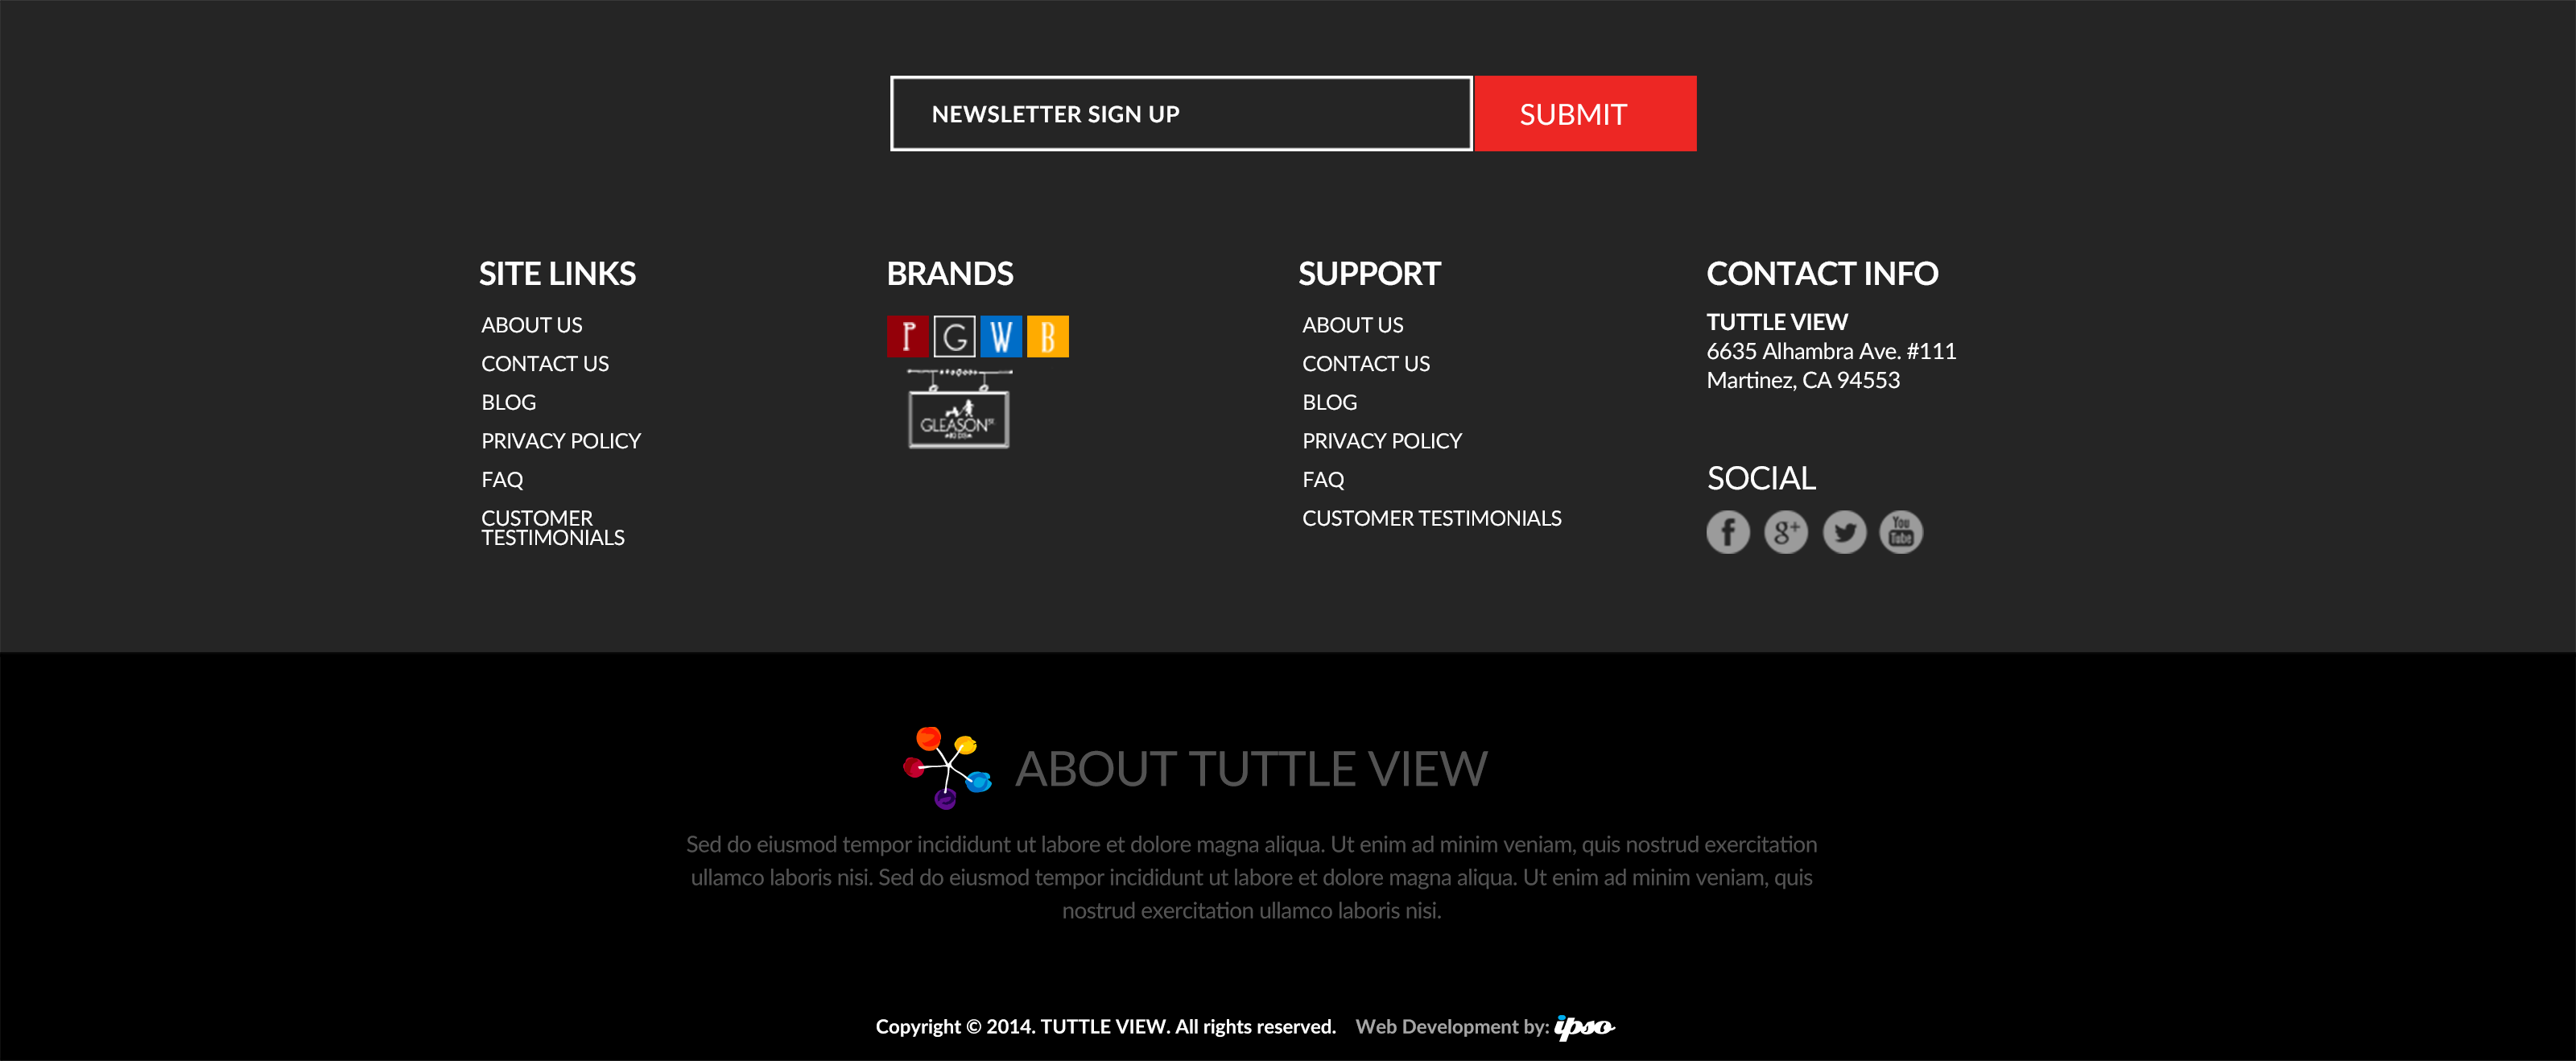 NEWSLETTER SIGN UP
SUBMIT
SITE LINKS
ABOUT US
CONTACT US
BLOG
PRIVACY POLICY
FAQ
CUSTOMER
TESTIMONIALS
BRANDS
P G W B
GLEASON ST
KIDS
SUPPORT
ABOUT US
CONTACT US
BLOG
PRIVACY POLICY
FAQ
CUSTOMER TESTIMONIALS
CONTACT INFO
TUTTLE VIEW
6635 Alhambra Ave. #111
Martinez, CA 94553
SOCIAL
f g+ You Tube
ABOUT TUTTLE VIEW
Sed do eiusmod tempor incididunt ut labore et dolore magna aliqua. Ut enim ad minim veniam, quis nostrud exercitation
ullamco laboris nisi. Sed do eiusmod tempor incididunt ut labore et dolore magna aliqua. Ut enim ad minim veniam, quis
nostrud exercitation ullamco laboris nisi.
Copyright © 2014. TUTTLE VIEW. All rights reserved. Web Development by: ipso